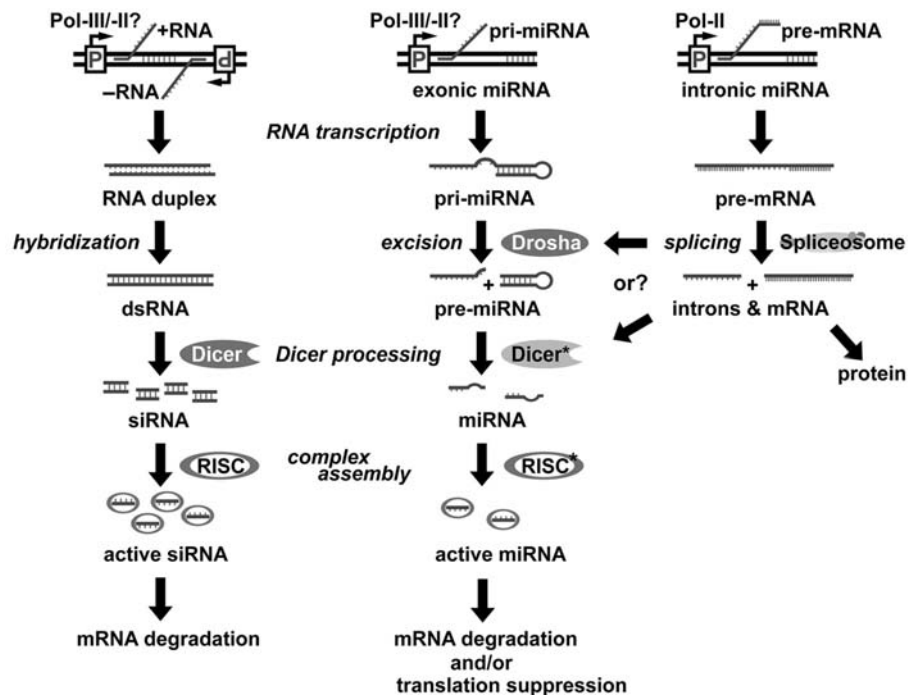 Pol-III/-II?
+RNA
P
P
–RNA
RNA duplex
hybridization
dsRNA
Dicer
siRNA
RISC
active siRNA
mRNA degradation
Pol-III/-II?
pri-miRNA
P
exonic miRNA
RNA transcription
pri-miRNA
excision
Drosha
+
pre-miRNA
Dicer processing
Dicer*
miRNA
complex
assembly
RISC*
active miRNA
mRNA degradation
and/or
translation suppression
Pol-II
pre-mRNA
P
intronic miRNA
pre-mRNA
splicing
Spliceosome
or?
+
introns & mRNA
protein